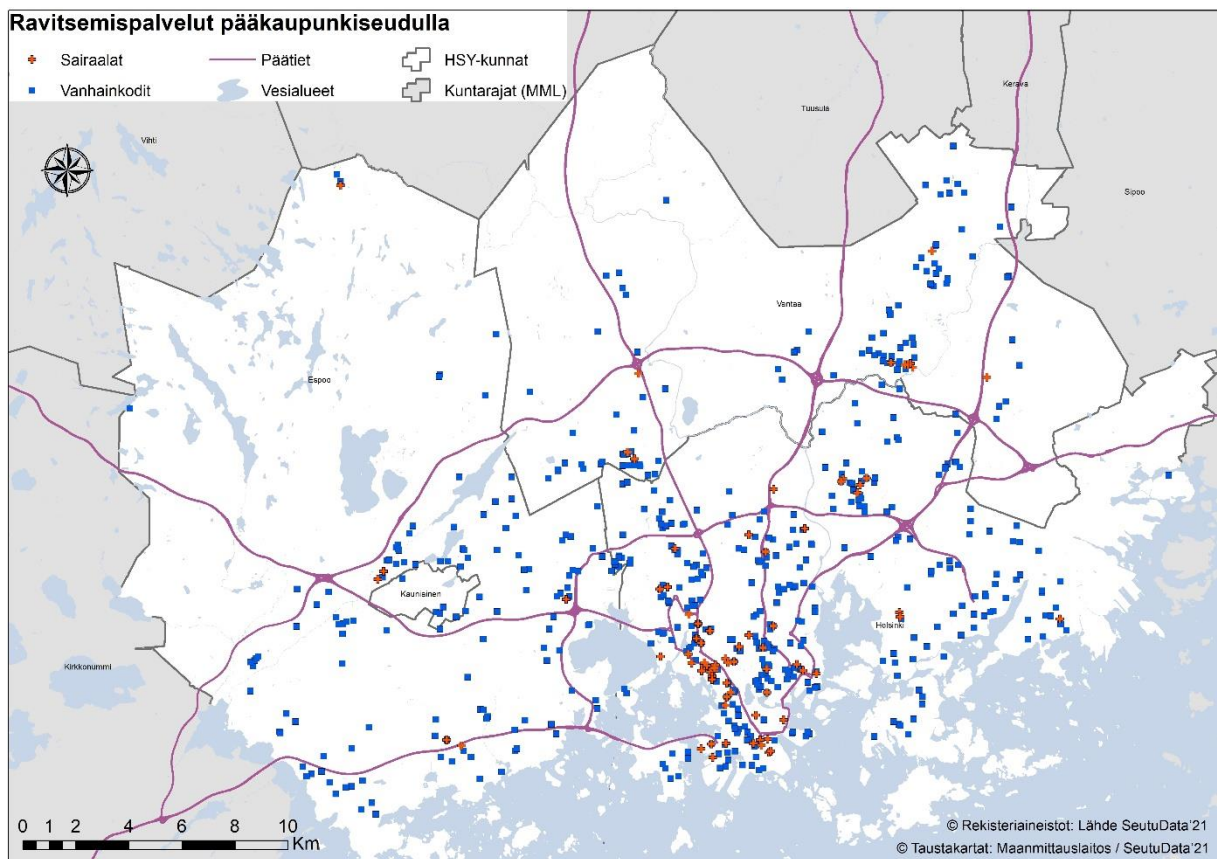 Ravitsemispalvelut pääkaupunkiseudulla
Sairaalat
Päätiet
HSY-kunnat
Vanhainkodit
Vesialueet
Kuntarajat (MML)
Kerava
Tuusula
Vihti
Sipoo
Vantaa
Espoo
Kauniainen
Helsinki
Kirkkonummi
0 2 4 6 8 10
Km
© Rekisteriaineistot: Lähde SeutuData'21
© Taustakartat: Maanmittauslaitos / SeutuData'21